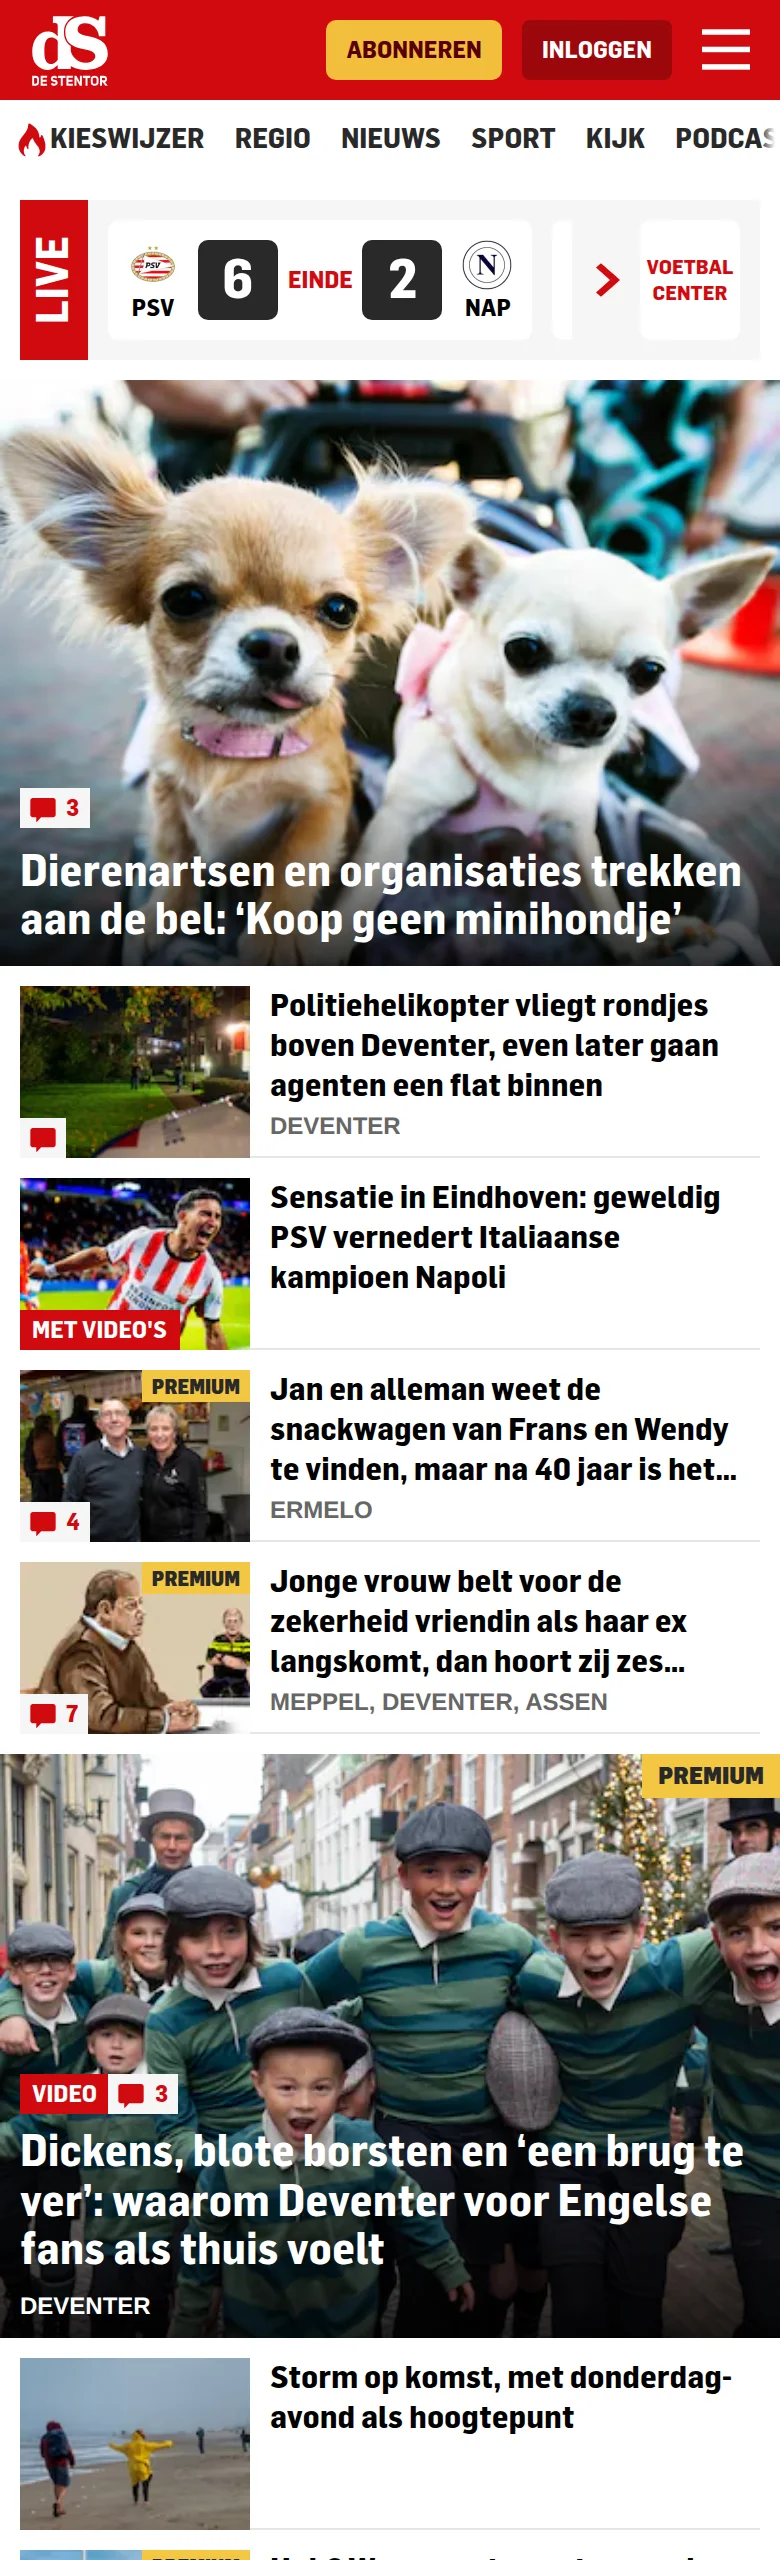 dS
DE STENTOR
ABONNEREN
INLOGGEN
KIESWIJZER REGIO NIEUWS SPORT KIJK PODCAS
LIVE
PSV
PSV
6
EINDE
2
N
NAP
VOETBAL
CENTER
3
Dierenartsen en organisaties trekken
aan de bel: ‘Koop geen minihondje’
Politiehelikopter vliegt rondjes
boven Deventer, even later gaan
agenten een flat binnen
DEVENTER
Sensatie in Eindhoven: geweldig
PSV vernedert Italiaanse
kampioen Napoli
MET VIDEO'S
PREMIUM
4
Jan en alleman weet de
snackwagen van Frans en Wendy
te vinden, maar na 40 jaar is het...
ERMELO
PREMIUM
7
Jonge vrouw belt voor de
zekerheid vriendin als haar ex
langskomt, dan hoort zij zes...
MEPPEL, DEVENTER, ASSEN
PREMIUM
VIDEO
3
Dickens, blote borsten en ‘een brug te
ver’: waarom Deventer voor Engelse
fans als thuis voelt
DEVENTER
Storm op komst, met donderdag-
avond als hoogtepunt